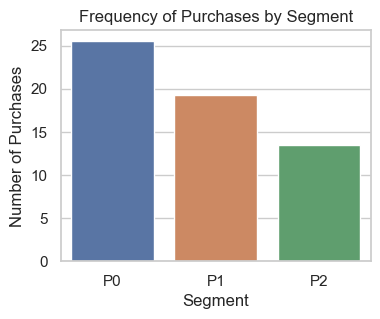 Frequency of Purchases by Segment
Number of Purchases
25
20
15
10
5
0
P0 P1 P2
Segment